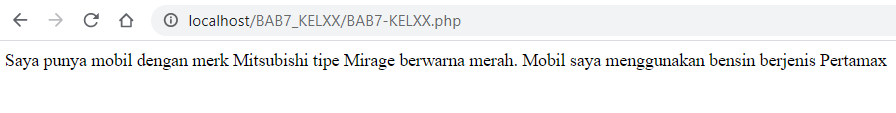 localhost/BAB7_KELXX/BAB7-KELXX.php
Saya punya mobil dengan merk Mitsubishi tipe Mirage berwarna merah. Mobil saya menggunakan bensin berjenis Pertamax